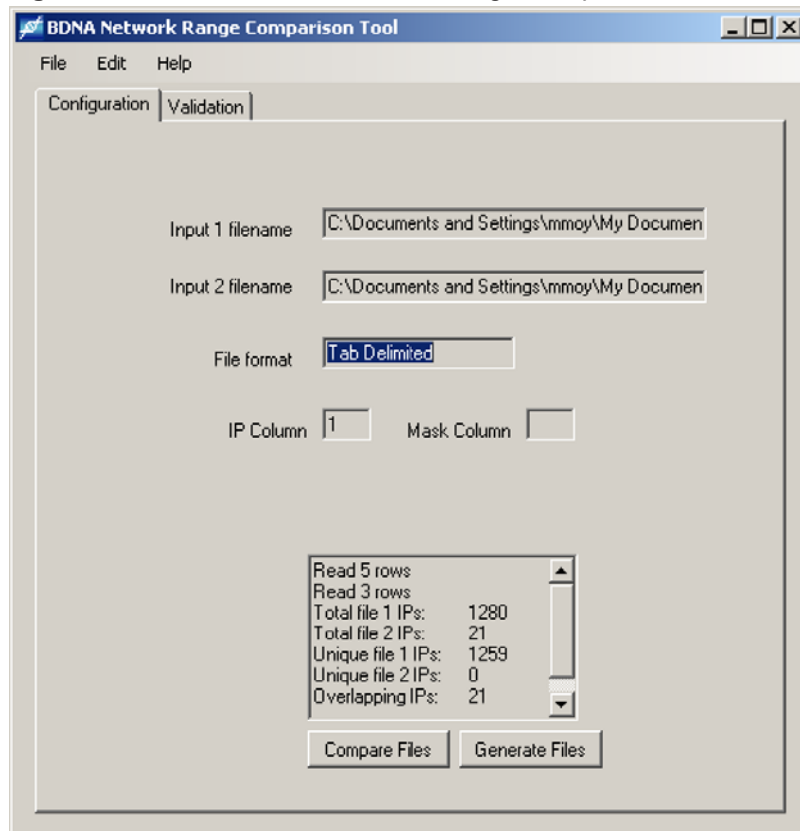 BDNA Network Range Comparison Tool
File Edit Help
Configuration Validation
Input 1 filename C:\Documents and Settings\mmoy\My Documen
Input 2 filename C:\Documents and Settings\mmoy\My Documen
File format Tab Delimited
IP Column 1 Mask Column
Read 5 rows
Read 3 rows
Total file 1 IPs: 1280
Total file 2 IPs: 21
Unique file 1 IPs: 1259
Unique file 2 IPs: 0
Overlapping IPs: 21
Compare Files Generate Files